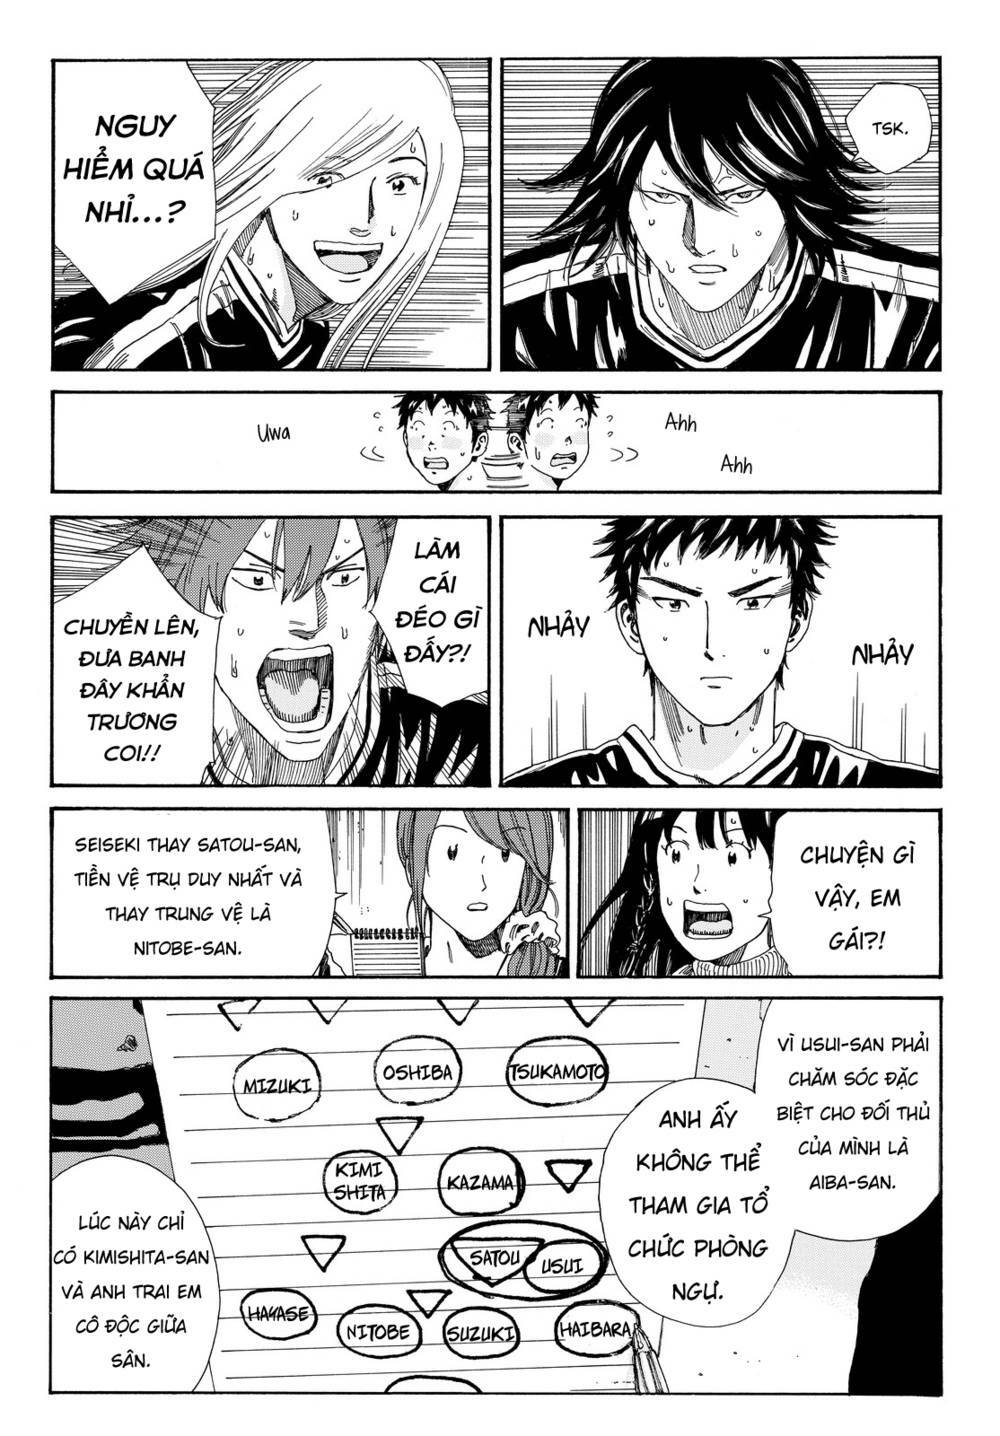 TSK.
NGUY
HIỂM QUÁ
NHỈ...?
Ahh
Ahh
Uwa
NHẢY
NHẢY
LÀM
CÁI
ĐÉO GÌ
ĐẤY?!
CHUYỀN LÊN,
ĐƯA BANH
ĐÂY KHẨN
TRƯƠNG
COI!!
CHUYỆN GÌ
VẬY, EM
GÁI?!
SEISEKI THAY SATOU-SAN,
TIỀN VỆ TRỤ DUY NHẤT VÀ
THAY TRUNG VỆ LÀ
NITOBE-SAN.
VÌ USUI-SAN PHẢI
CHĂM SÓC ĐẶC
BIỆT CHO ĐỐI THỦ
CỦA MÌNH LÀ
AIBA-SAN.
ANH ẤY
KHÔNG THỂ
THAM GIA TỔ
CHỨC PHÒNG
NGỰ.
MIZUKI
OSHIBA
TSUKAMOTO
KIMI
SHITA
KAZAMA
SATOU
USUI
HAYASE
NITOBE
SUZUKI
HAIBARA
LÚC NÀY CHỈ
CÓ KIMISHITA-SAN
VÀ ANH TRAI EM
CÔ ĐỘC GIỮA
SÂN.